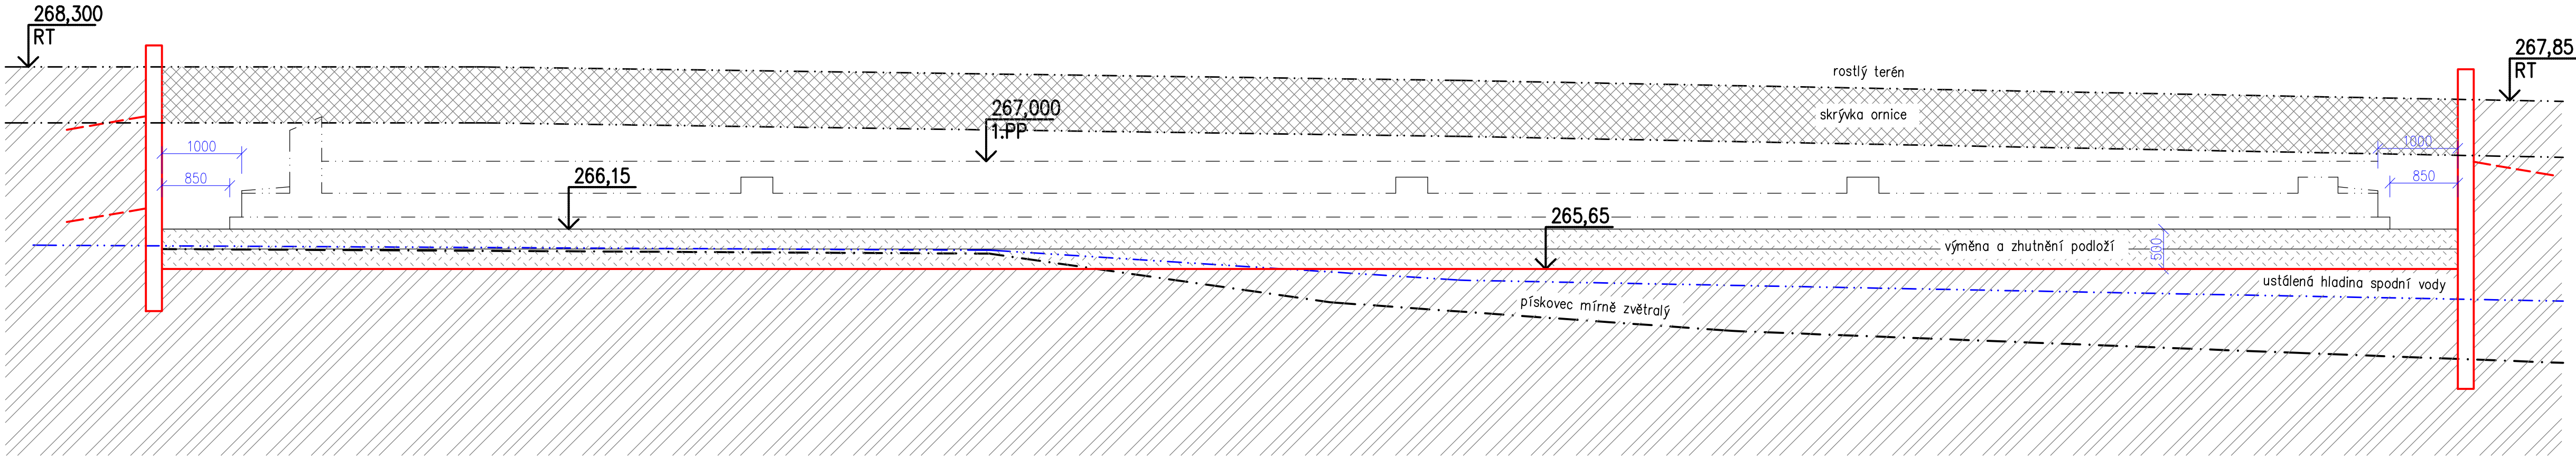 268,300
RT
267,85
RT
rostlý terén
skrývka ornice
267,000
1.PP
1000
850
1000
850
266,15
265,65
výměna a zhutnění podloží
500
ustálená hladina spodní vody
pískovec mírně zvětralý